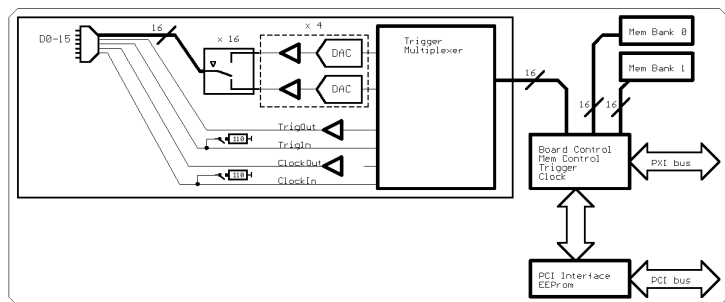 16
× 16
× 4
D0-15
DAC
DAC
Trigger
Multiplexer
16
Mem Bank 0
Mem Bank 1
16
16
TrigOut
110
TrigIn
ClockOut
110
ClockIn
Board Control
Mem Control
Trigger
Clock
PXI bus
PCI Interface
EEProm
PCI bus